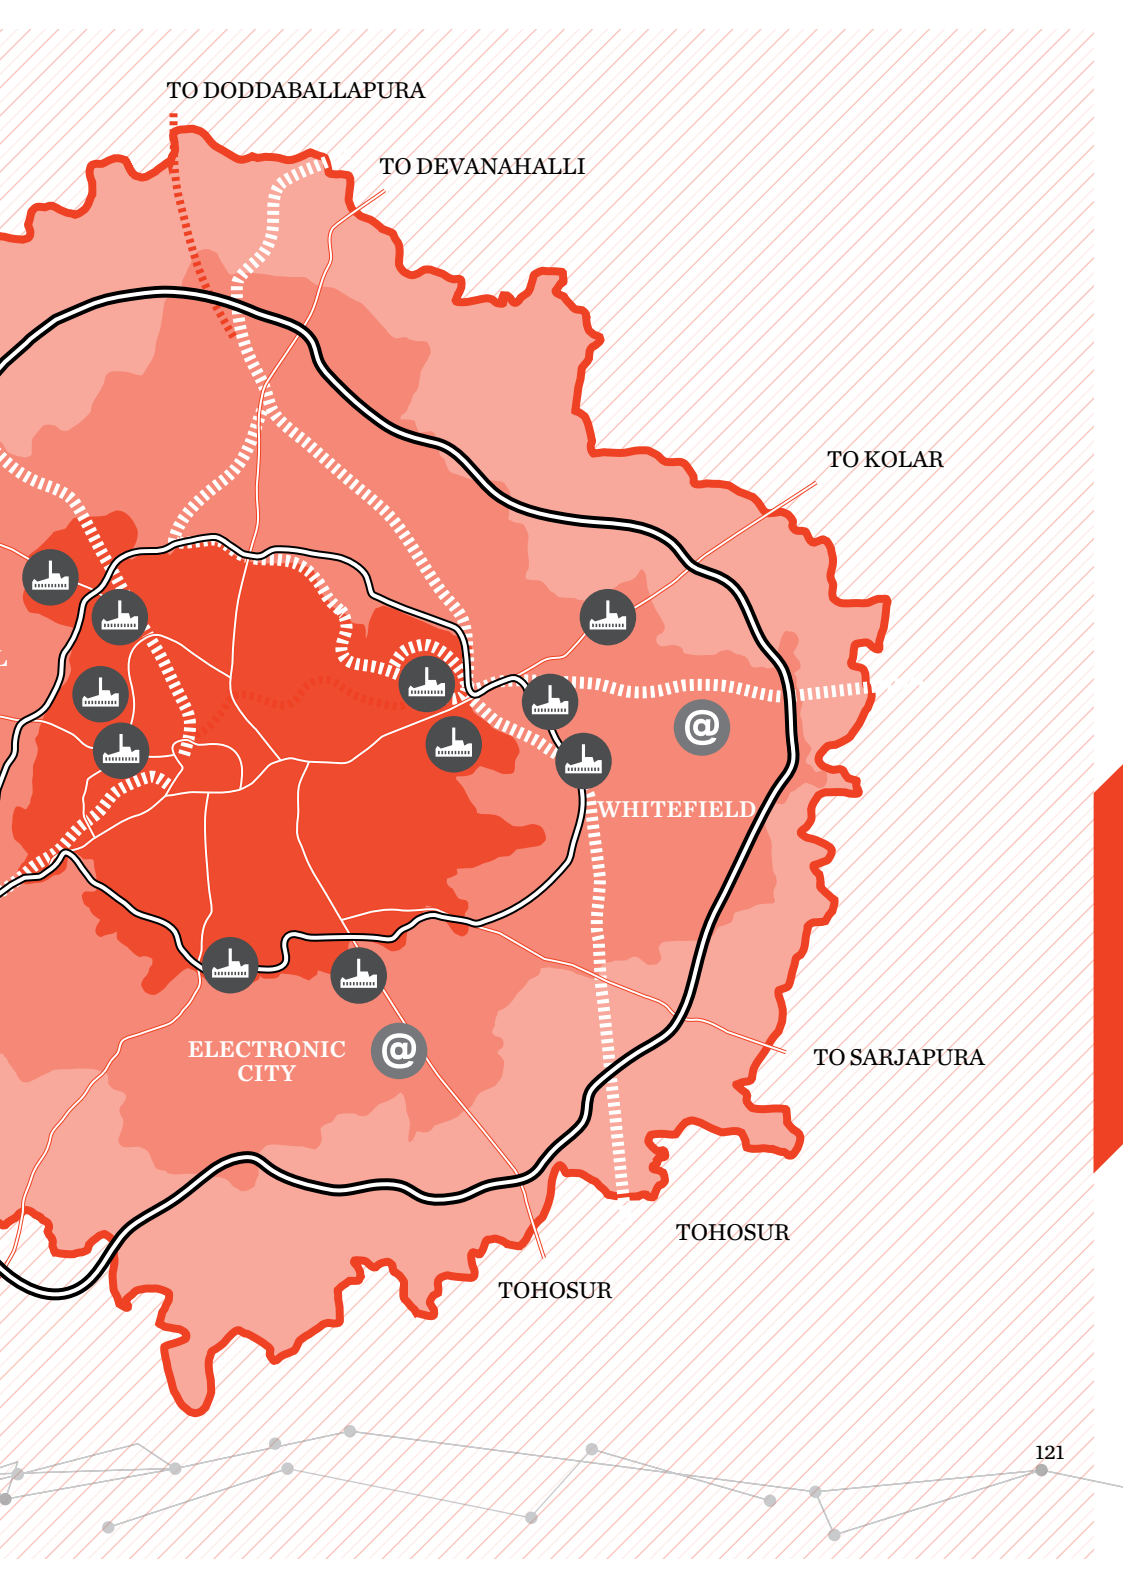 TO DODDABALLAPURA
TO DEVANAHALLI
TO KOLAR
L
@
WHITEFIELD
ELECTRONIC
CITY
@
TO SARJAPURA
TOHOSUR
TOHOSUR
121